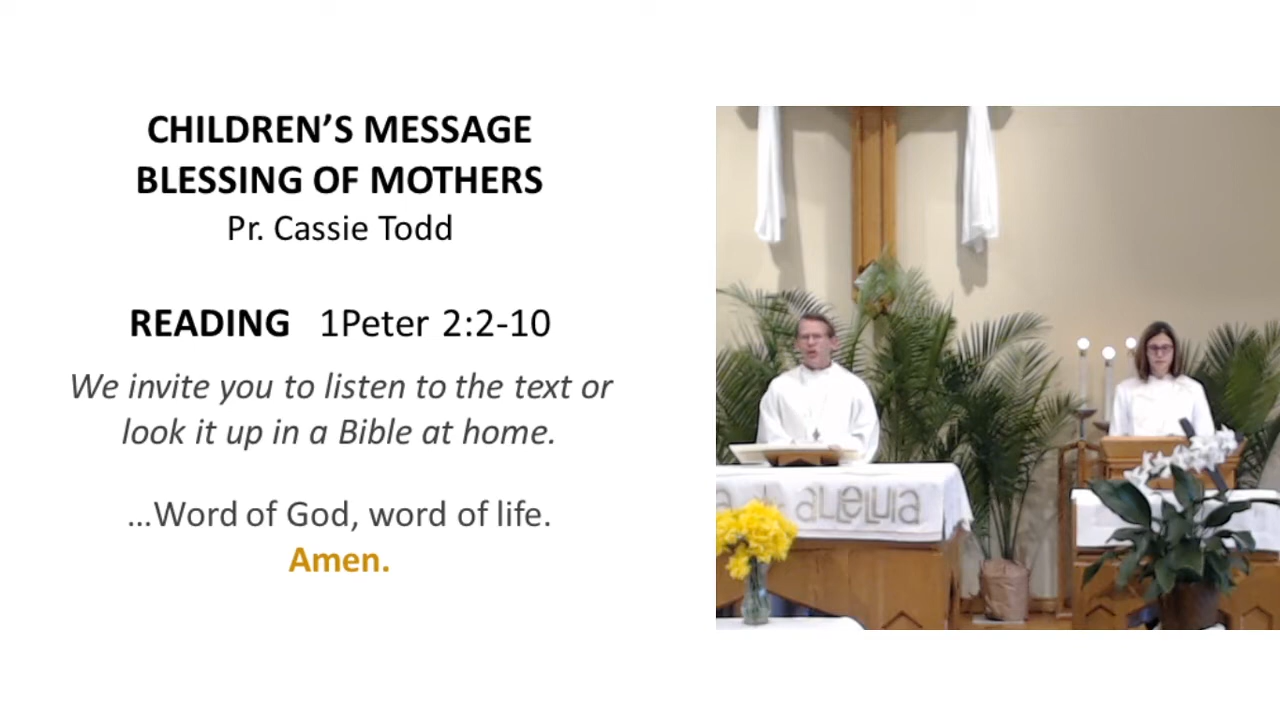 CHILDREN’S MESSAGE
BLESSING OF MOTHERS
Pr. Cassie Todd
READING 1Peter 2:2-10
We invite you to listen to the text or
look it up in a Bible at home.
...Word of God, word of life.
Amen.
aLLeLuia